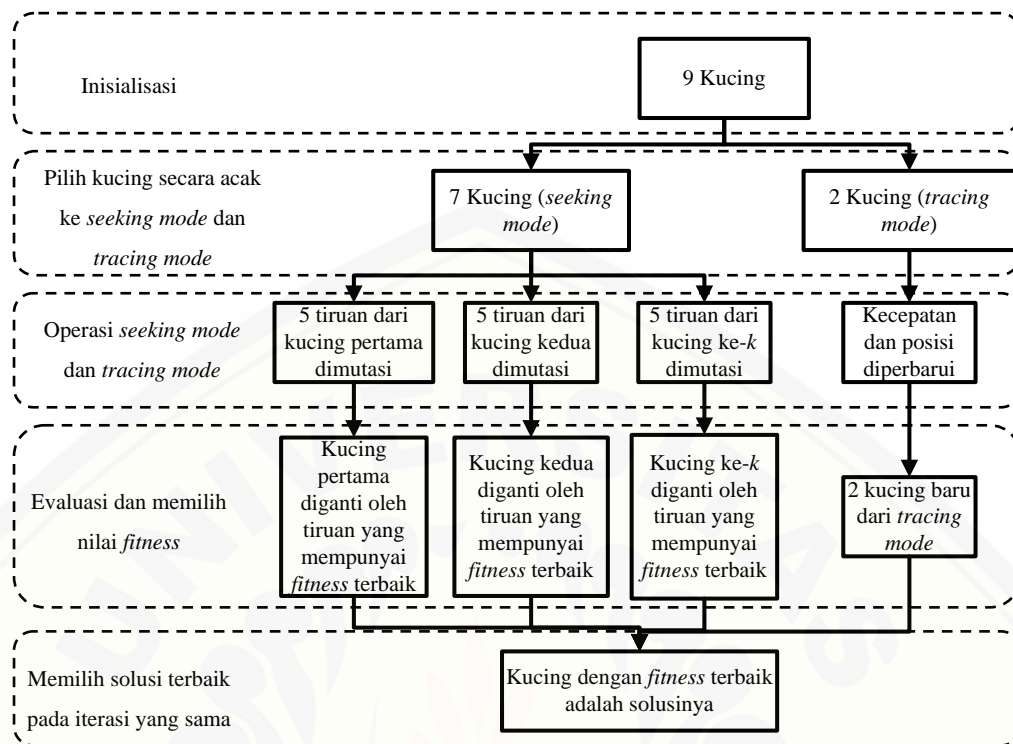 Inisialisasi
9 Kucing
Pilih kucing secara acak
ke seeking mode dan
tracing mode
7 Kucing (seeking
mode)
2 Kucing (tracing
mode)
Operasi seeking mode
dan tracing mode
5 tiruan dari
kucing pertama
dimutasi
5 tiruan dari
kucing kedua
dimutasi
5 tiruan dari
kucing ke-k
dimutasi
Kecepatan
dan posisi
diperbarui
Evaluasi dan memilih
nilai fitness
Kucing
pertama
diganti oleh
tiruan yang
mempunyai
fitness terbaik
Kucing kedua
diganti oleh
tiruan yang
mempunyai
fitness terbaik
Kucing ke-k
diganti oleh
tiruan yang
mempunyai
fitness terbaik
2 kucing baru
dari tracing
mode
Memilih solusi terbaik
pada iterasi yang sama
Kucing dengan fitness terbaik
adalah solusinya
UNIVERSITAS